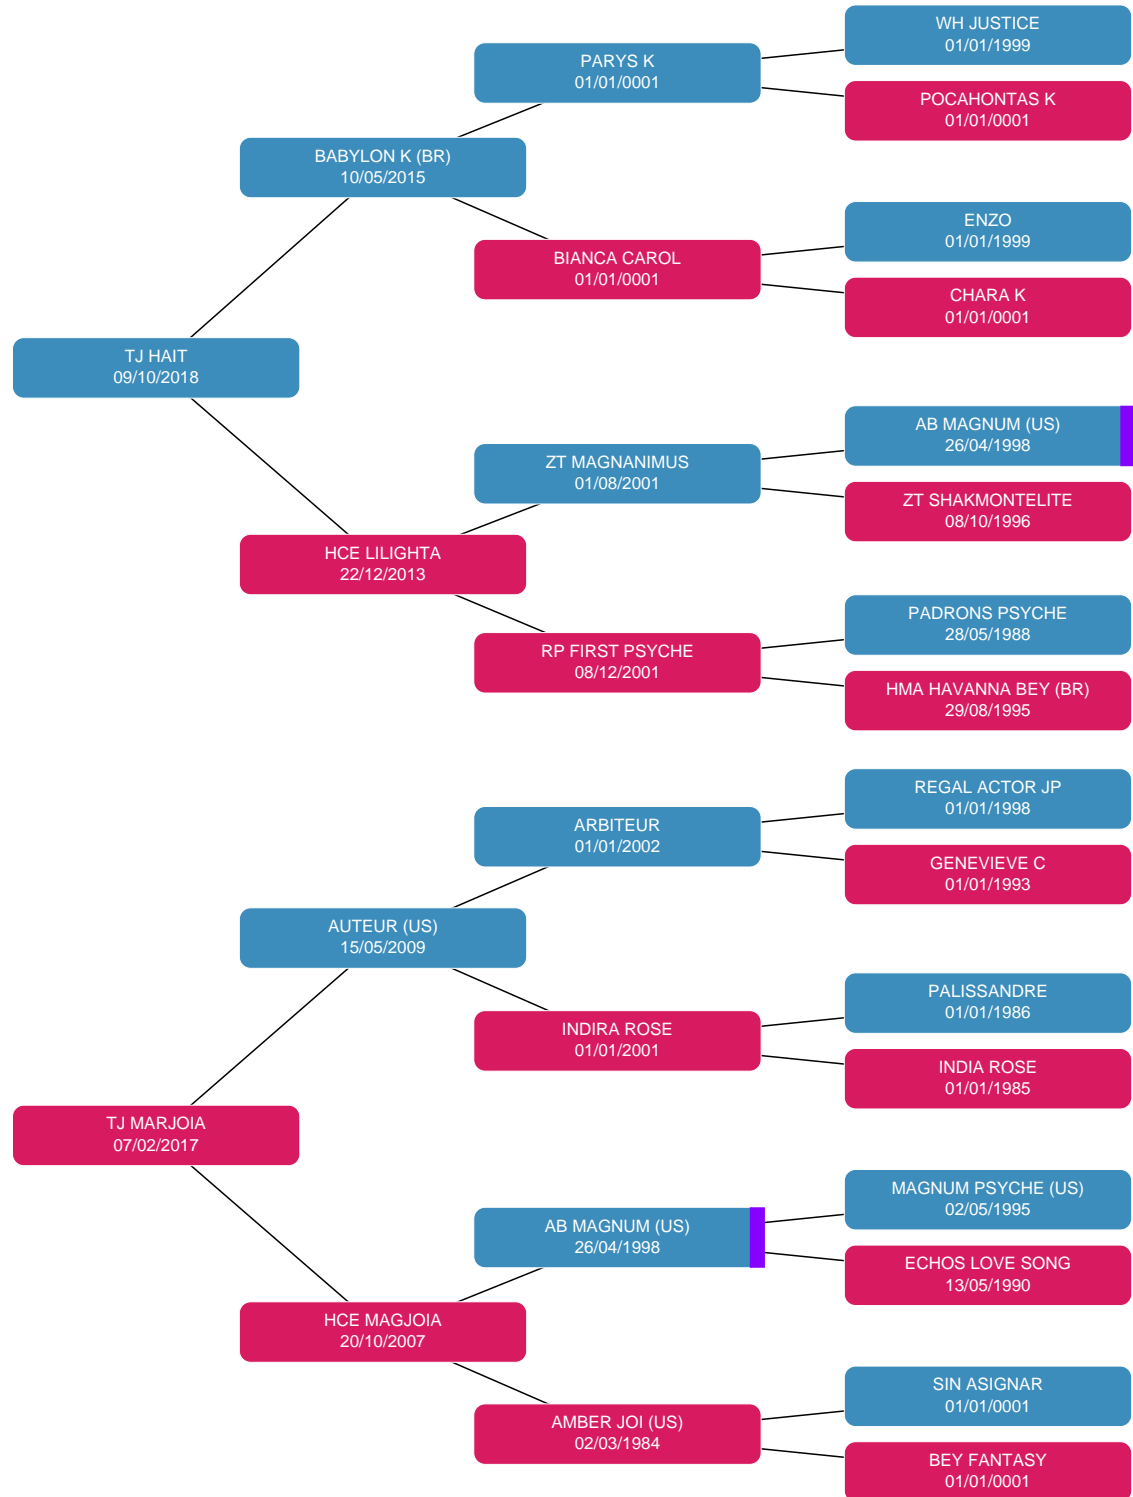 WH JUSTICE
01/01/1999
PARYS K
01/01/0001
POCAHONTAS K
01/01/0001
BABYLON K (BR)
10/05/2015
ENZO
01/01/1999
BIANCA CAROL
01/01/0001
CHARA K
01/01/0001
TJ HAIT
09/10/2018
AB MAGNUM (US)
26/04/1998
ZT MAGNANIMUS
01/08/2001
ZT SHAKMONTELITE
08/10/1996
HCE LILIGHTA
22/12/2013
PADRONS PSYCHE
28/05/1988
RP FIRST PSYCHE
08/12/2001
HMA HAVANNA BEY (BR)
29/08/1995
REGAL ACTOR JP
01/01/1998
ARBITEUR
01/01/2002
GENEVIEVE C
01/01/1993
AUTEUR (US)
15/05/2009
PALISSANDRE
01/01/1986
INDIRA ROSE
01/01/2001
INDIA ROSE
01/01/1985
TJ MARJOIA
07/02/2017
MAGNUM PSYCHE (US)
02/05/1995
AB MAGNUM (US)
26/04/1998
ECHOS LOVE SONG
13/05/1990
HCE MAGJOIA
20/10/2007
SIN ASIGNAR
01/01/0001
AMBER JOI (US)
02/03/1984
BEY FANTASY
01/01/0001